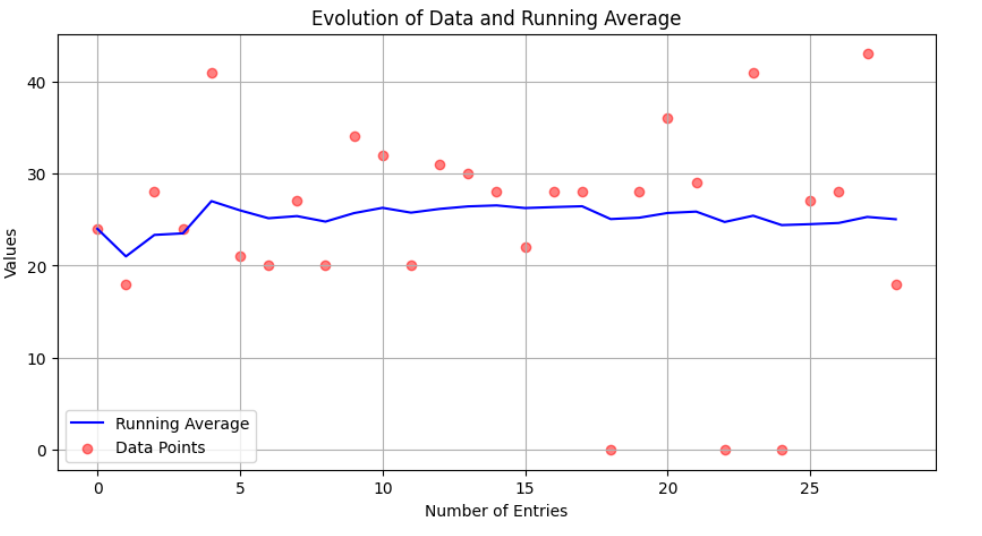 Evolution of Data and Running Average
Values
40
30
20
10
0
Running Average
Data Points
0 5 10 15 20 25
Number of Entries